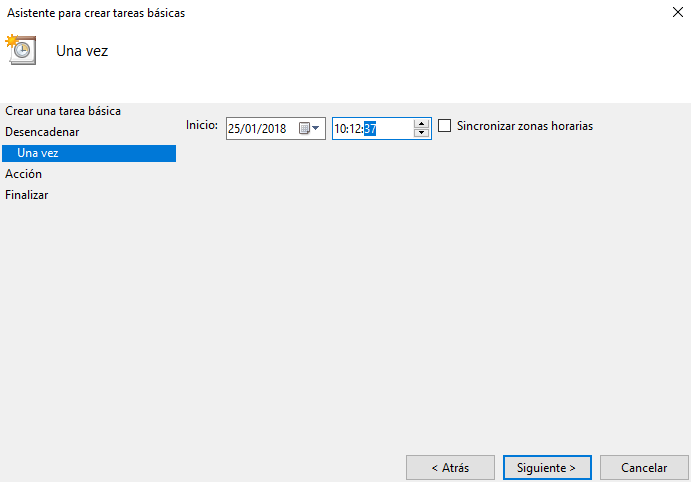 Asistente para crear tareas básicas
Una vez
Crear una tarea básica
Desencadenar
Una vez
Acción
Finalizar
Inicio: 25/01/2018 10:12:37 Sincronizar zonas horarias
< Atrás Siguiente > Cancelar